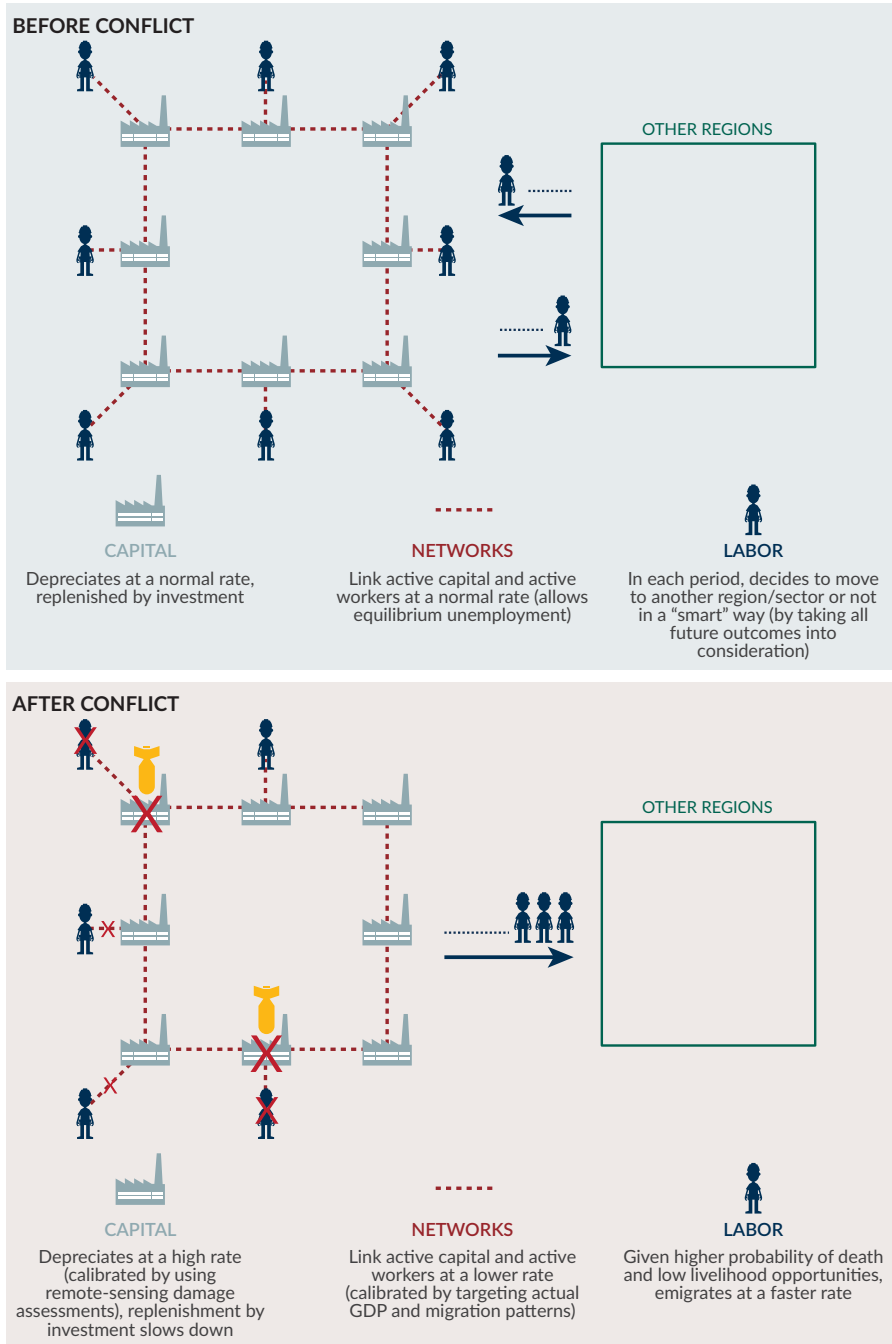 BEFORE CONFLICT
OTHER REGIONS
CAPITAL
Depreciates at a normal rate,
replenished by investment
NETWORKS
Link active capital and active
workers at a normal rate (allows
equilibrium unemployment)
LABOR
In each period, decides to move
to another region/sector or not
in a “smart” way (by taking all
future outcomes into
consideration)
AFTER CONFLICT
OTHER REGIONS
CAPITAL
Depreciates at a high rate
(calibrated by using
remote-sensing damage
assessments), replenishment by
investment slows down
NETWORKS
Link active capital and active
workers at a lower rate
(calibrated by targeting actual
GDP and migration patterns)
LABOR
Given higher probability of death
and low livelihood opportunities,
emigrates at a faster rate